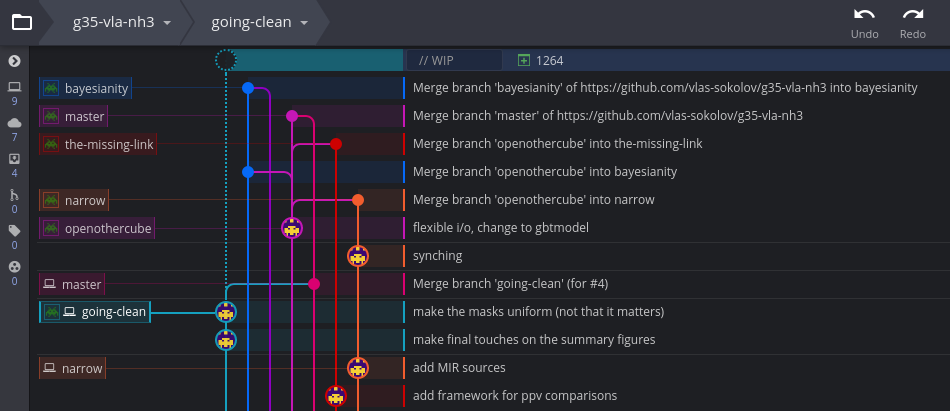 g35-vla-nh3 going-clean Undo Redo
// WIP 1264
bayesianity Merge branch 'bayesianity' of https://github.com/vlas-sokolov/g35-vla-nh3 into bayesianity
9
master Merge branch 'master' of https://github.com/vlas-sokolov/g35-vla-nh3
7
the-missing-link Merge branch 'openothercube' into the-missing-link
4
Merge branch 'openothercube' into bayesianity
narrow Merge branch 'openothercube' into narrow
0
openothercube flexible i/o, change to gbtmodel
0
synching
0
master Merge branch 'going-clean' (for #4)
going-clean make the masks uniform (not that it matters)
make final touches on the summary figures
narrow add MIR sources
add framework for ppv comparisons